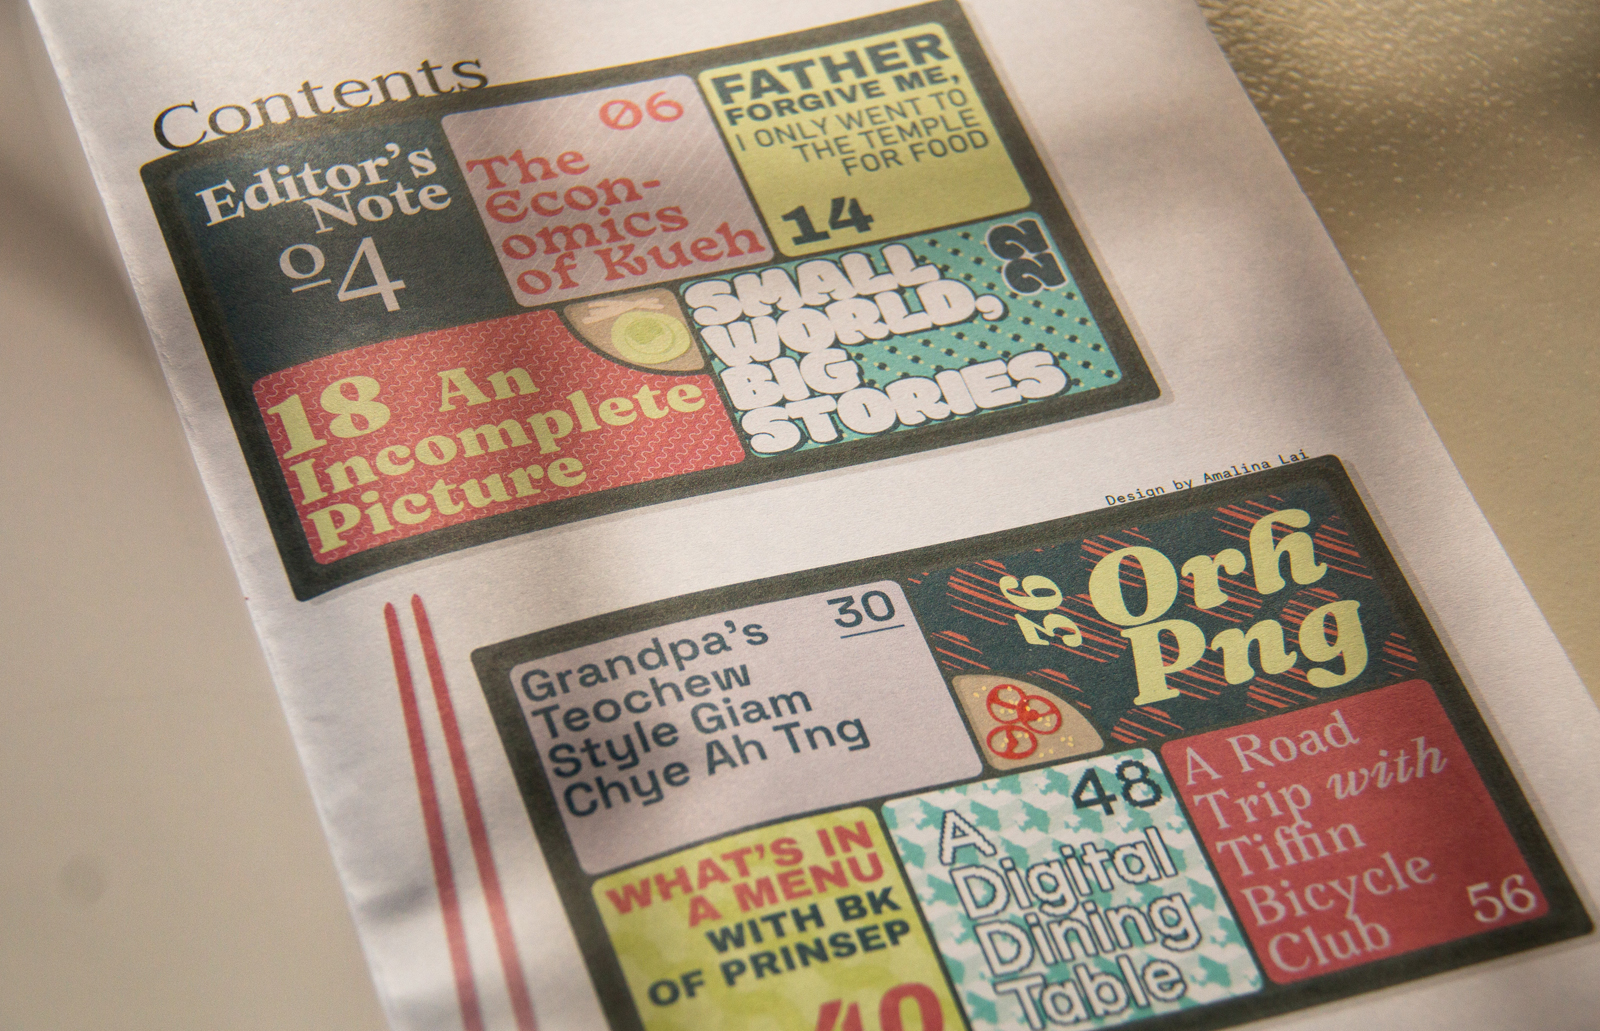 Contents
Editor's
Note
04
06
The
Econ-
omics
of Kueh
FATHER
FORGIVE ME,
I ONLY WENT TO
THE TEMPLE
FOR FOOD
14
18 An
Incomplete
Picture
22
SMALL
WORLD,
BIG
STORIES
Design by Amalina Lai
30
Grandpa's
Teochew
Style Giam
Chye Ah Tng
36
Orh
Png
WHAT'S IN
A MENU
WITH BK
OF PRINSEP
40
48
A
Digital
Dining
Table
A Road
Trip with
Tiffin
Bicycle
Club
56